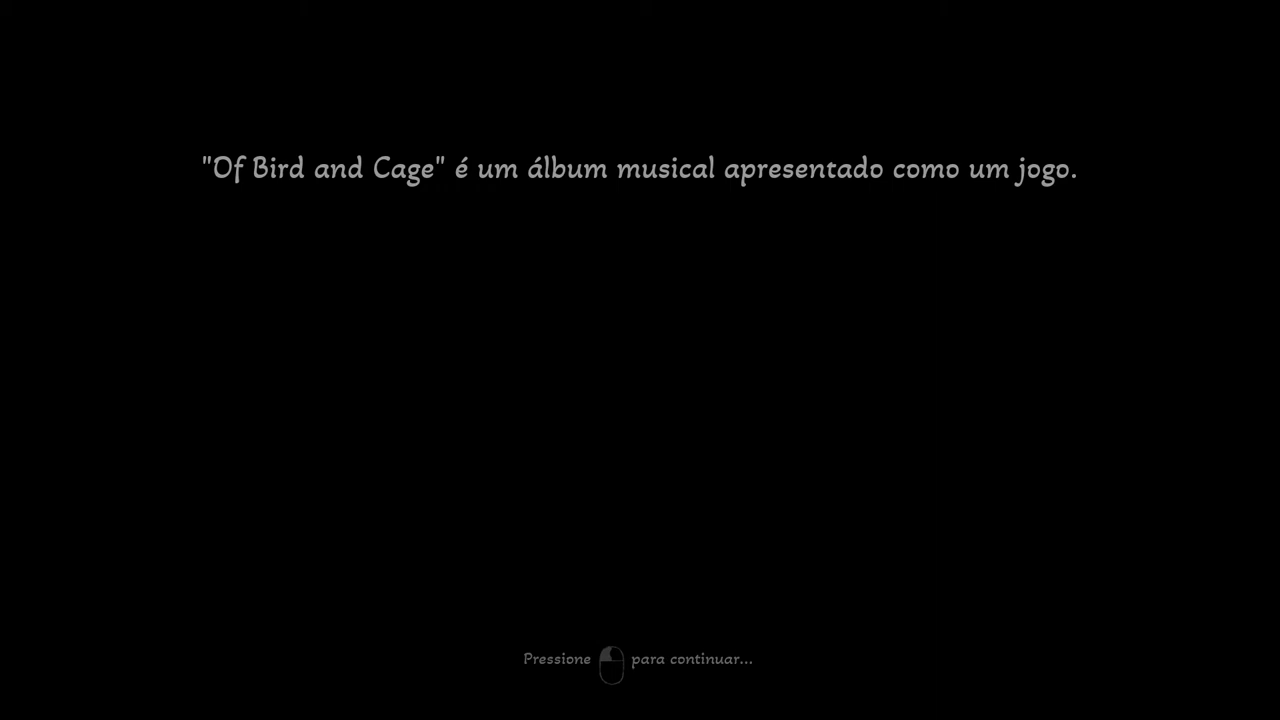 "Of Bird and Cage" é um álbum musical apresentado como um jogo.
Pressione para continuar...